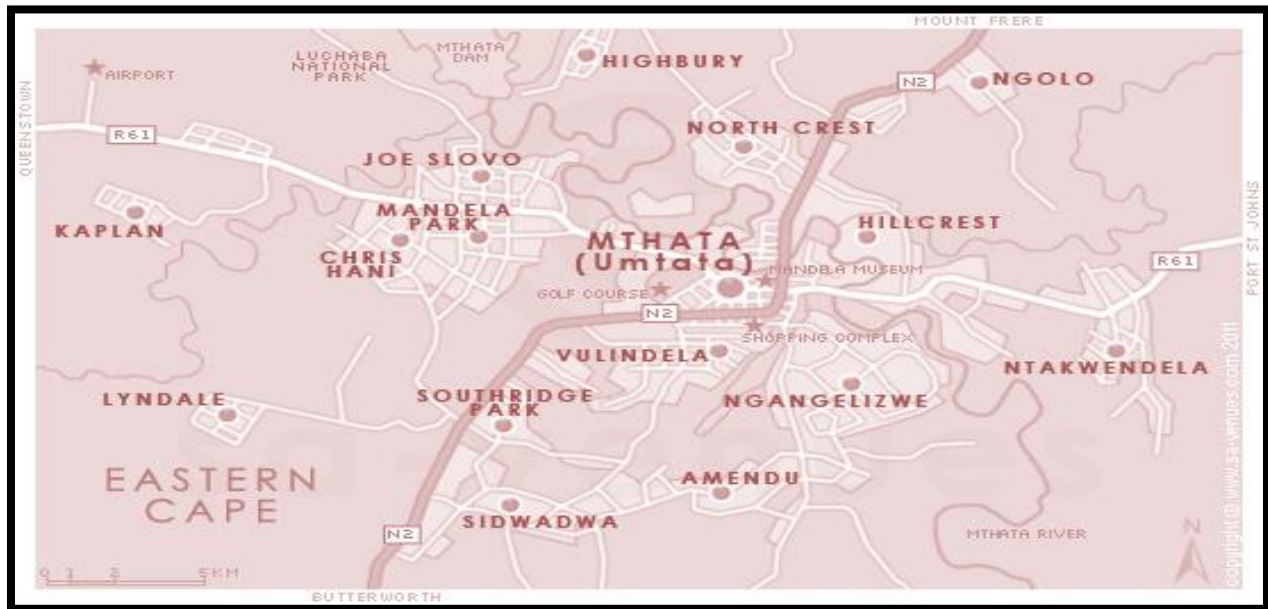 MOUNT FRERE
AIRPORT
LUCHABA
NATIONAL
PARK
MTHATA
DAM
HIGHBURY
N2
NGOLO
QUEENSTOWN
R61
NORTH CREST
JOE SLOVO
KAPLAN
MANDELA
PARK
CHRIS
HANI
MTHATA
(Umtata)
HILLCREST
PORT ST JOHNS
R61
MANDELA MUSEUM
GOLF COURSE
N2
SHOPPING COMPLEX
VULINDELA
NTAKWENDELA
LYNDALE
SOUTHRIDGE
PARK
NGANGELIZWE
EASTERN
CAPE
AMENDU
SIDWADWA
N2
MTHATA RIVER
N
copyright @ www.sa-venues.com 2011
0 1 2 5KM
BUTTERWORTH